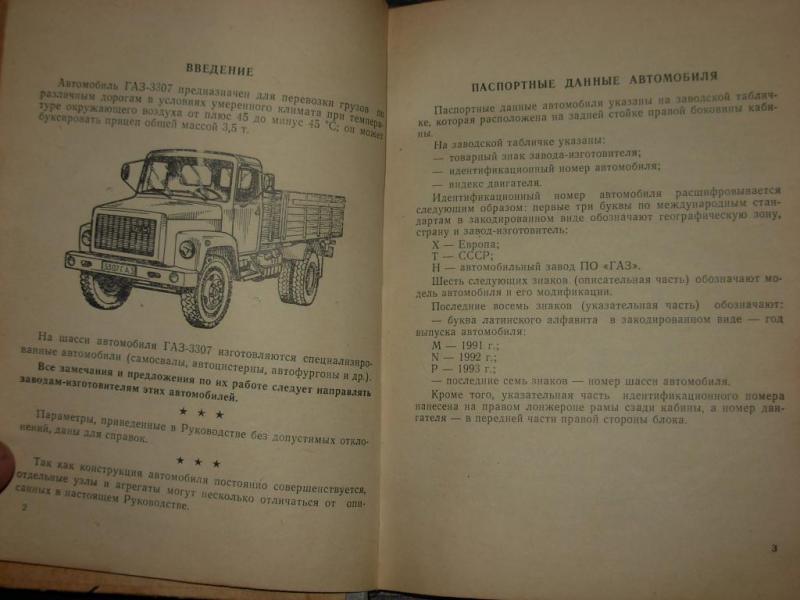 ВВЕДЕНИЕ
Автомобиль ГАЗ-3307 предназначен для перевозки грузов по
различным дорогам в условиях умеренного климата при темпера-
туре окружающего воздуха от плюс 45 до минус 45 °С; он может
буксировать прицеп общей массой 3,5 т.
3307 ГАЗ
На шасси автомобиля ГАЗ-3307 изготовляются специализиро-
ванные автомобили (самосвалы, автоцистерны, автофургоны и др.).
Все замечания и предложения по их работе следует направлять
заводам-изготовителям этих автомобилей.
★ ★ ★
Параметры, приведенные в Руководстве без допустимых откло-
нений, даны для справок.
★ ★ ★
Так как конструкция автомобиля постоянно совершенствуется,
отдельные узлы и агрегаты могут несколько отличаться от опи-
санных в настоящем Руководстве.
2
ПАСПОРТНЫЕ ДАННЫЕ АВТОМОБИЛЯ
Паспортные данные автомобиля указаны на заводской таблич-
ке, которая расположена на задней стойке правой боковины каби-
ны.
На заводской табличке указаны:
— товарный знак завода-изготовителя;
— идентификационный номер автомобиля;
— индекс двигателя.
Идентификационный номер автомобиля расшифровывается
следующим образом: первые три буквы по международным стан-
дартам в закодированном виде обозначают географическую зону,
страну и завод-изготовитель:
Х — Европа;
Т — СССР;
Н — автомобильный завод ПО «ГАЗ».
Шесть следующих знаков (описательная часть) обозначают мо-
дель автомобиля и его модификации.
Последние восемь знаков (указательная часть) обозначают:
— буква латинского алфавита в закодированном виде — год
выпуска автомобиля:
M — 1991 г.;
N — 1992 г.;
P — 1993 г.;
— последние семь знаков — номер шасси автомобиля.
Кроме того, указательная часть идентификационного номера
нанесена на правом лонжероне рамы сзади кабины, а номер дви-
гателя — в передней части правой стороны блока.
3